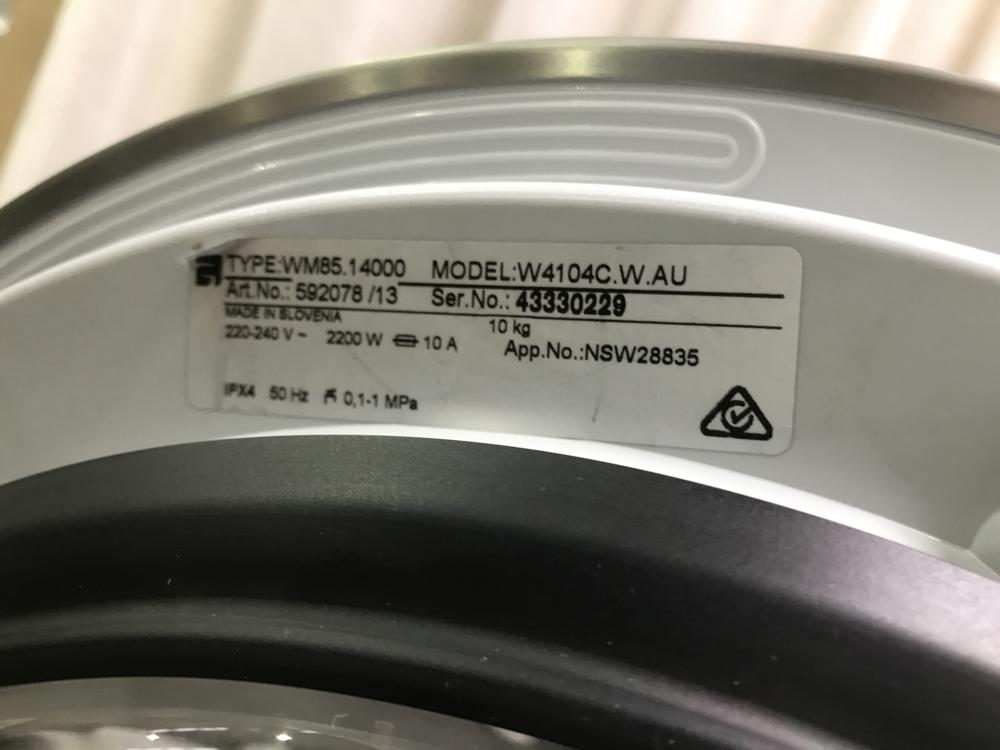 TYPE:WM85.14000 MODEL:W4104C.W.AU
Art.No.: 592078 /13 Ser.No.: 43330229
MADE IN SLOVENIA 10 kg
220-240 V ~ 2200 W 10 A App.No.:NSW28835
IPX4 50 Hz 0,1-1 MPa